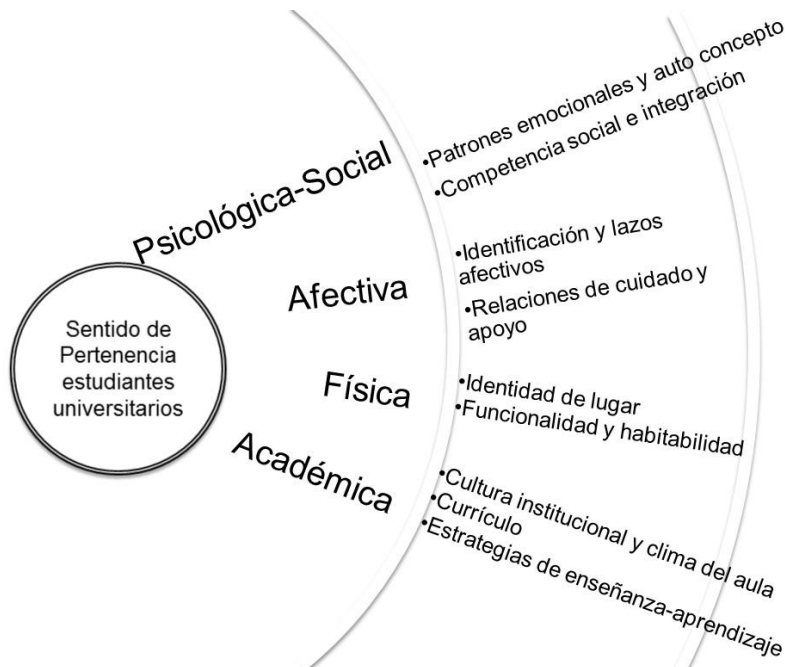 Sentido de
Pertenencia
estudiantes
universitarios
Psicológica-Social
•Patrones emocionales y auto concepto
•Competencia social e integración
Afectiva
•Identificación y lazos
afectivos
•Relaciones de cuidado y
apoyo
Física
•Identidad de lugar
•Funcionalidad y habitabilidad
Académica
•Cultura institucional y clima del aula
•Currículo
•Estrategias de enseñanza-aprendizaje